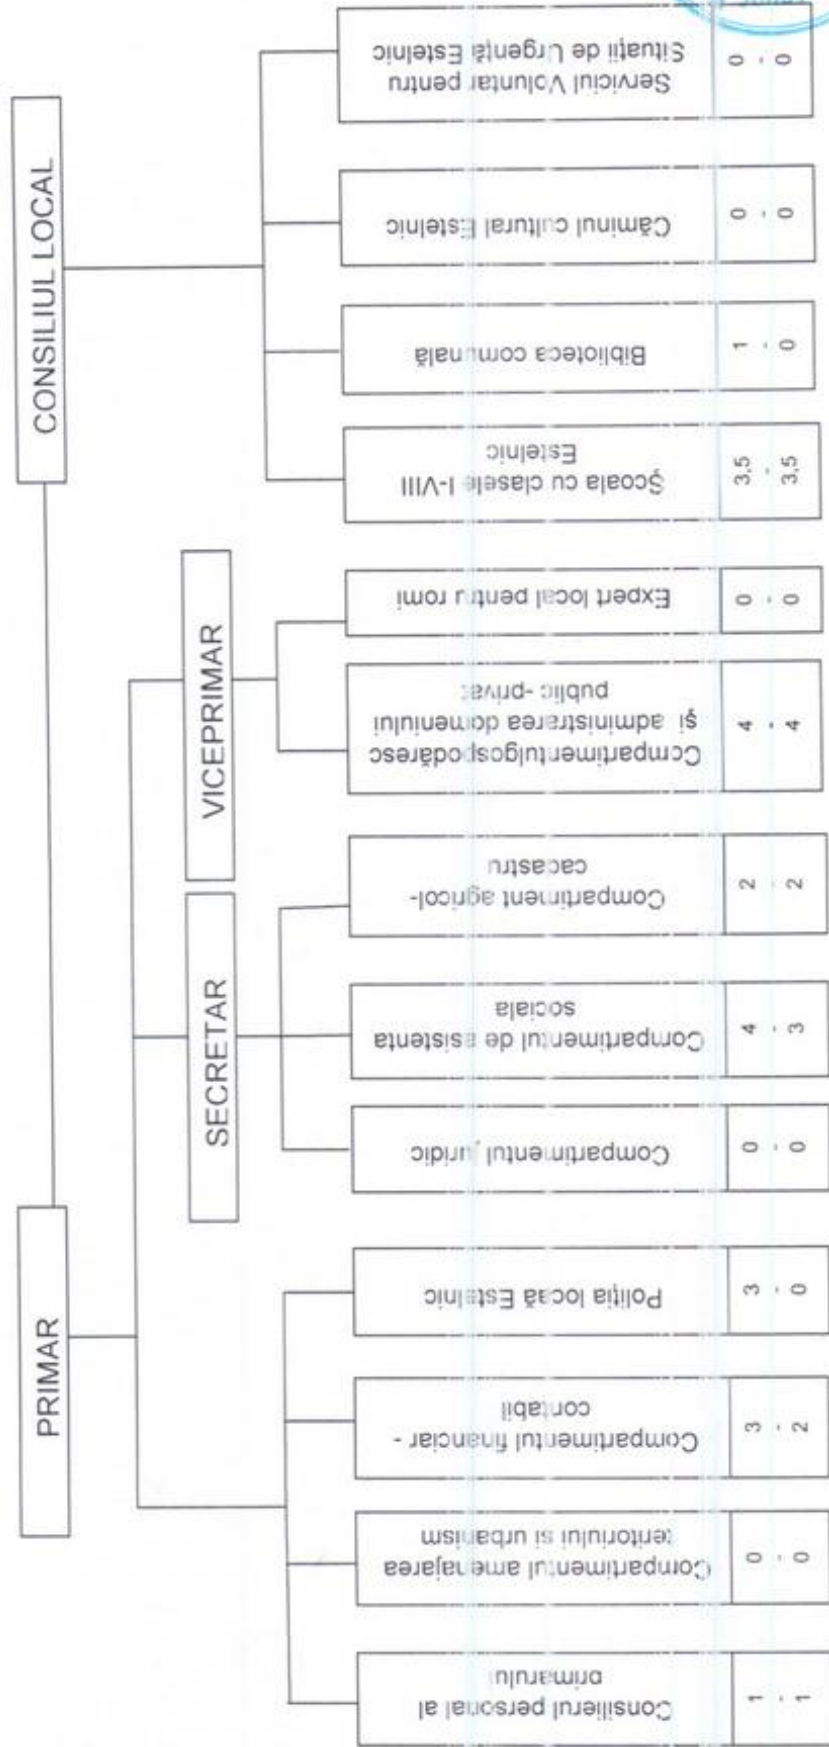 PRIMAR
CONSILIUL LOCAL
SECRETAR
VICEPRIMAR
Consilierul personal al
primarului
1 - 1
Compartimentul amenajarea
teritoriului si urbanism
0 - 0
Compartimentul financiar -
contabil
3 - 2
Poliția locală Estelnic
3 - 0
Compartimentul juridic
0 - 0
Compartimentul de asistenta
sociala
4 - 3
Compartiment agricol-
cadastru
2 - 2
Compartimentulgospodăresc
și administrarea domeniului
public -privat
4 - 4
Expert local pentru romi
0 - 0
Școala cu clasele I-VIII
Estelnic
3,5 - 3,5
Biblioteca comunală
1 - 0
Căminul cultural Estelnic
0 - 0
Serviciul Voluntar pentru
Situații de Urgență Estelnic
0 - 0